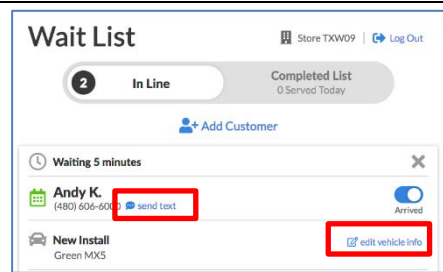 Wait List
Store TXW09 | Log Out
2 In Line
Completed List
0 Served Today
Add Customer
Waiting 5 minutes
Andy K.
(480) 606-6000 send text
Arrived
New Install
edit vehicle info
Green MX5